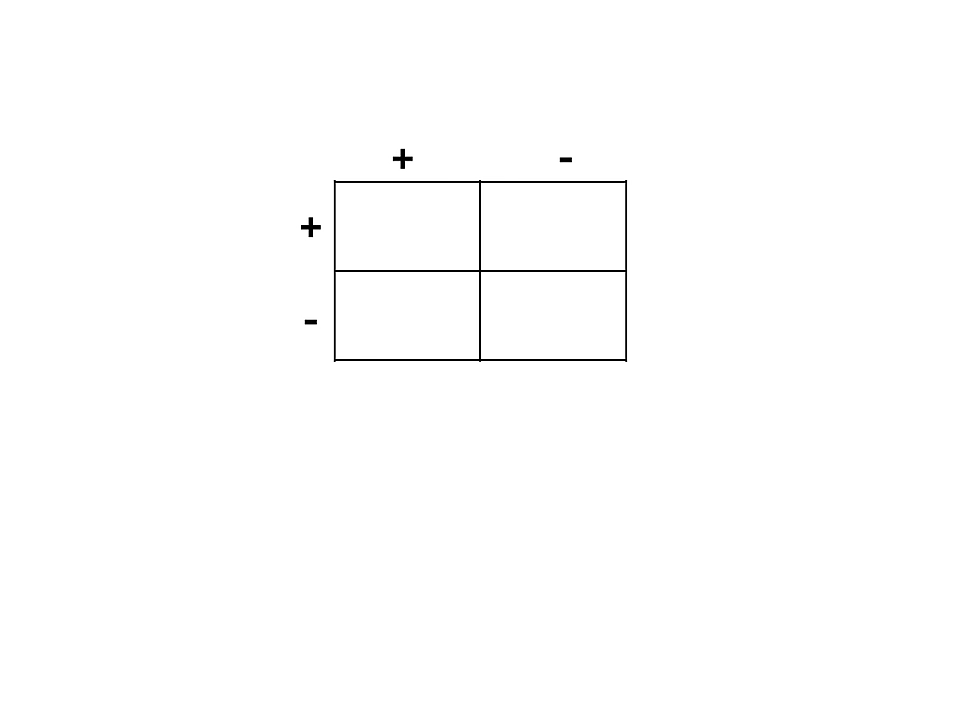 + -
+
-